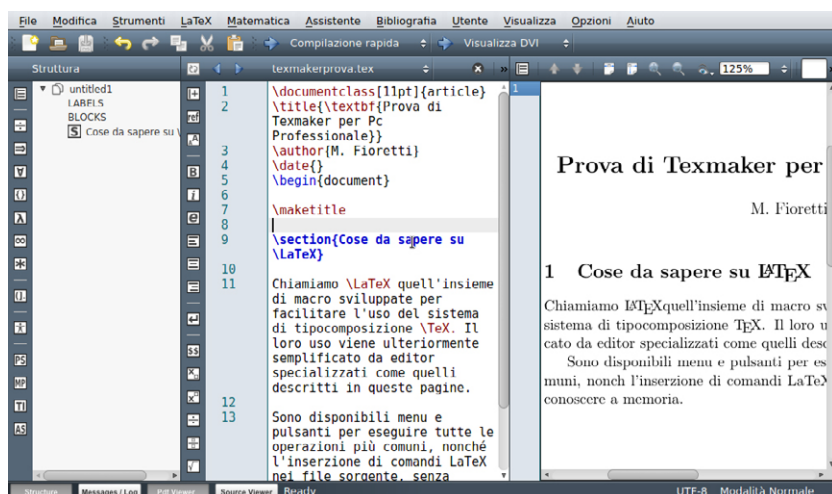 File Modifica Strumenti LaTeX Matematica Assistente Bibliografia Utente Visualizza Opzioni Aiuto
Compilazione rapida Visualizza DVI
Struttura texmakerprova.tex 125%
untitled1
LABELS
BLOCKS
S Cose da sapere su \
1 \documentclass[11pt]{article}
2 \title{\textbf{Prova di
Texmaker per Pc
Professionale}}
3 \author{M. Fioretti}
4 \date{}
5 \begin{document}
6
7 \maketitle
8
9 \section{Cose da sapere su
\LaTeX}
10
11 Chiamiamo \LaTeX quell'insieme
di macro sviluppate per
facilitare l'uso del sistema
di tipocomposizione \TeX. Il
loro uso viene ulteriormente
semplificato da editor
specializzati come quelli
descritti in queste pagine.
12
13 Sono disponibili menu e
pulsanti per eseguire tutte le
operazioni più comuni, nonché
l'inserzione di comandi LaTeX
nei file sorgente, senza
1
Prova di Texmaker per
M. Fioretti
1 Cose da sapere su LATEX
Chiamiamo LATEXquell'insieme di macro sv
sistema di tipocomposizione TEX. Il loro u
cato da editor specializzati come quelli desc
Sono disponibili menu e pulsanti per es
muni, nonch l'inserzione di comandi LaTeX
conoscere a memoria.
Structure Messages / Log Pdf Viewer Source Viewer Ready UTF-8 Modalità Normale